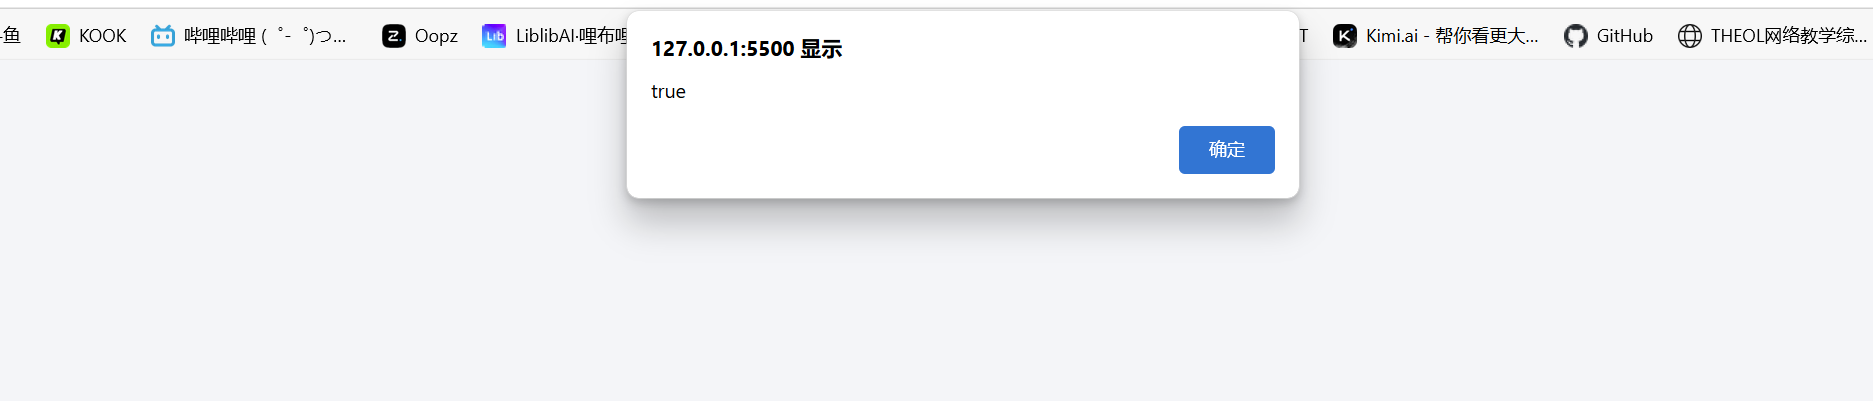 鱼
KOOK
哔哩哔哩 ( ゜- ゜)つ...
Oopz
LiblibAI·哩布哩
T
Kimi.ai - 帮你看更大...
GitHub
THEOL网络教学综...
127.0.0.1:5500 显示
true
确定